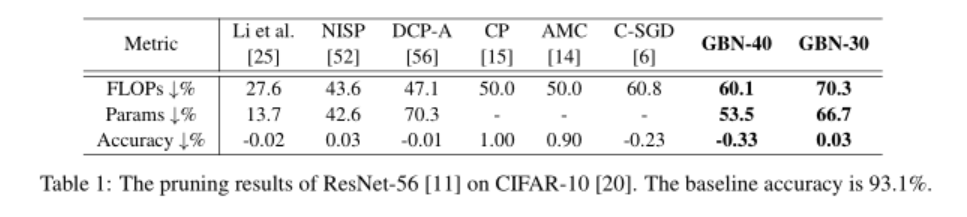 Metric Li et al. [25] NISP [52] DCP-A [56] CP [15] AMC [14] C-SGD [6] GBN-40 GBN-30
FLOPs ↓% 27.6 43.6 47.1 50.0 50.0 60.8 60.1 70.3
Params ↓% 13.7 42.6 70.3 - - - 53.5 66.7
Accuracy ↓% -0.02 0.03 -0.01 1.00 0.90 -0.23 -0.33 0.03
Table 1: The pruning results of ResNet-56 [11] on CIFAR-10 [20]. The baseline accuracy is 93.1%.